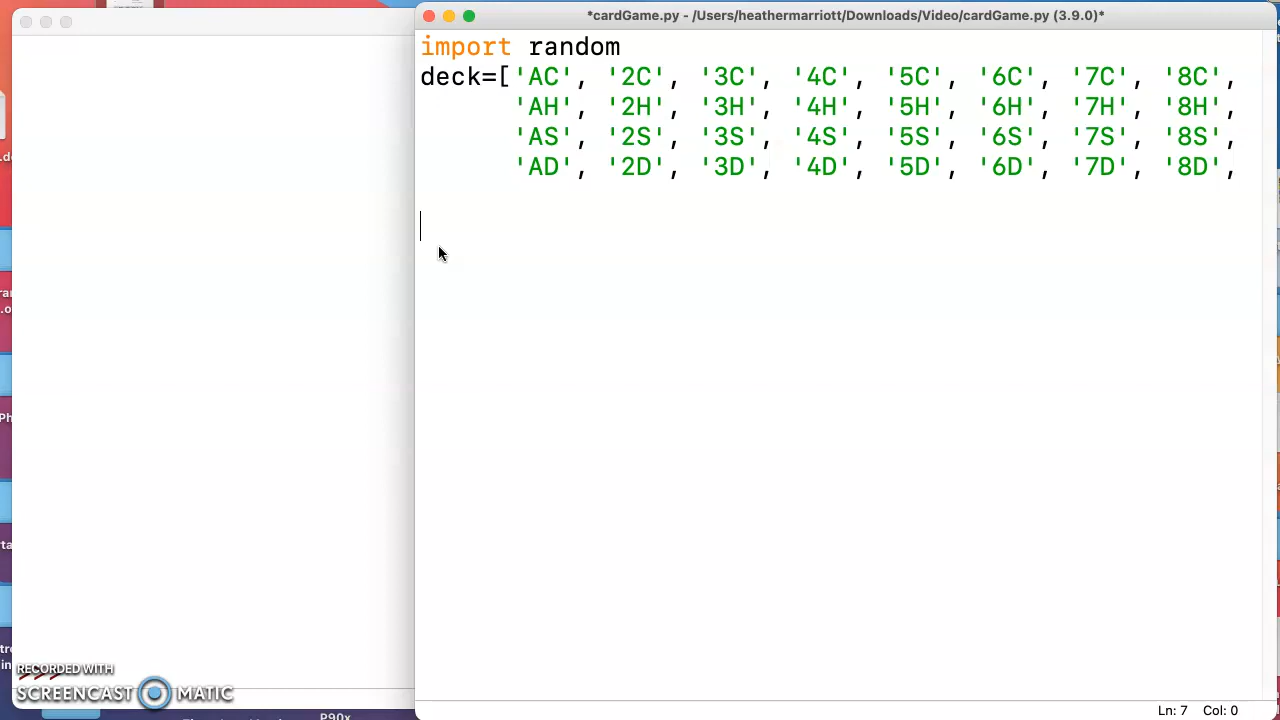 *cardGame.py - /Users/heathermarriott/Downloads/Video/cardGame.py (3.9.0)*
import random
deck=['AC', '2C', '3C', '4C', '5C', '6C', '7C', '8C',
'AH', '2H', '3H', '4H', '5H', '6H', '7H', '8H',
'AS', '2S', '3S', '4S', '5S', '6S', '7S', '8S',
'AD', '2D', '3D', '4D', '5D', '6D', '7D', '8D',
RECORDED WITH
SCREENCAST MATIC
P90x
Ln: 7 Col: 0